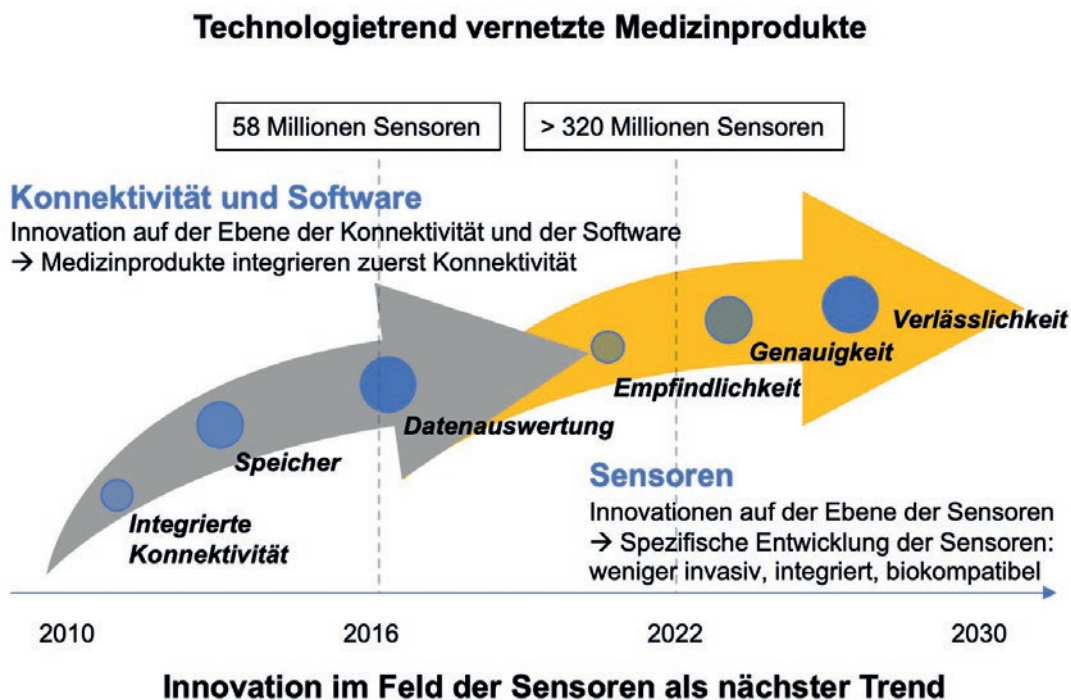 Technologietrend vernetzte Medizinprodukte
58 Millionen Sensoren
> 320 Millionen Sensoren
Konnektivität und Software
Innovation auf der Ebene der Konnektivität und der Software
→ Medizinprodukte integrieren zuerst Konnektivität
Verlässlichkeit
Genauigkeit
Empfindlichkeit
Datenauswertung
Speicher
Integrierte
Konnektivität
Sensoren
Innovationen auf der Ebene der Sensoren
→ Spezifische Entwicklung der Sensoren:
weniger invasiv, integriert, biokompatibel
2010
2016
2022
2030
Innovation im Feld der Sensoren als nächster Trend